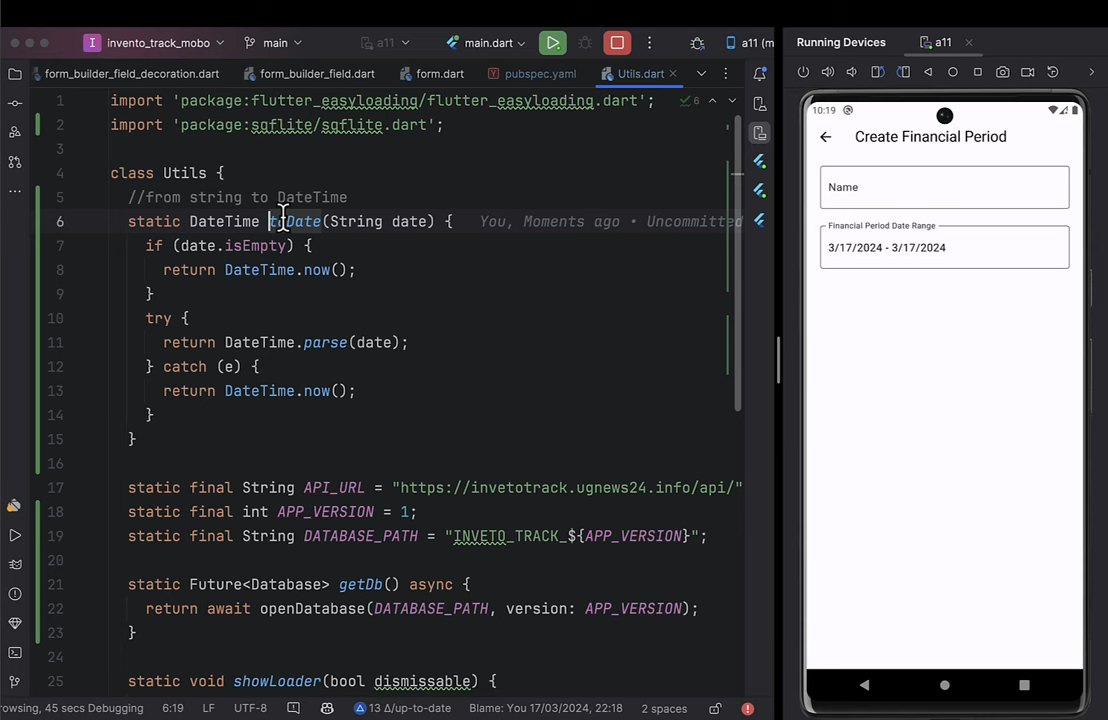 invento_track_mobo
main
a11
main.dart
a11 (m
Running Devices
a11
form_builder_field_decoration.dart
form_builder_field.dart
form.dart
pubspec.yaml
Utils.dart
1 import 'package:flutter_easyloading/flutter_easyloading.dart';
6
2 import 'package:sqflite/sqflite.dart';
3
4 class Utils {
5 //from string to DateTime
6 static DateTime toDate(String date) { You, Moments ago • Uncommitted
7 if (date.isEmpty) {
8 return DateTime.now();
9 }
10 try {
11 return DateTime.parse(date);
12 } catch (e) {
13 return DateTime.now();
14 }
15 }
16
17 static final String API_URL = "https://invetotrack.ugnews24.info/api/"
18 static final int APP_VERSION = 1;
19 static final String DATABASE_PATH = "INVETO_TRACK_${APP_VERSION}";
20
21 static Future<Database> getDb() async {
22 return await openDatabase(DATABASE_PATH, version: APP_VERSION);
23 }
24
25 static void showLoader(bool dismissable) {
10:19
Create Financial Period
Name
Financial Period Date Range
3/17/2024 - 3/17/2024
rowsing, 45 secs Debugging
6:19
LF
UTF-8
13 Δ/up-to-date
Blame: You 17/03/2024, 22:18
2 spaces